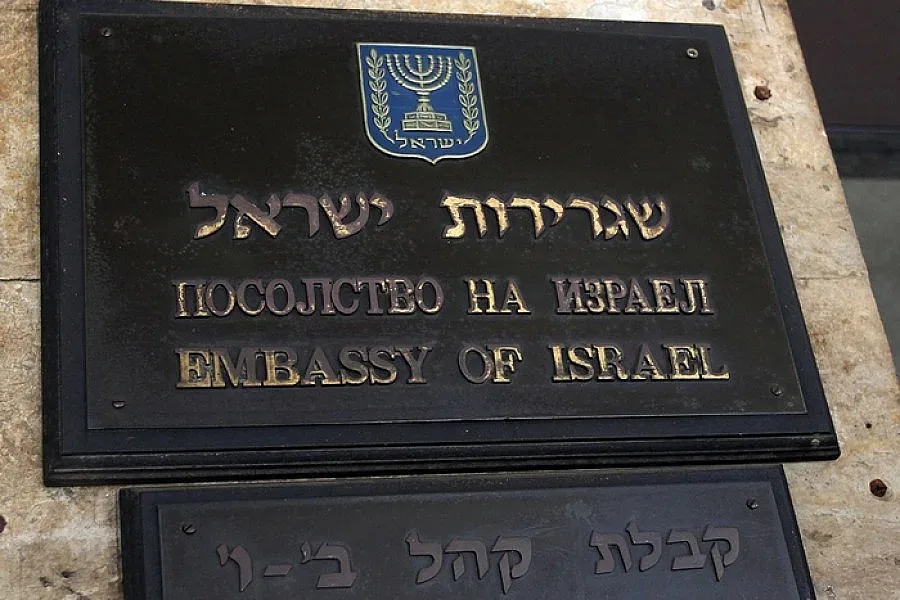 ישראל
שגרירות ישראל
ПОСОЛСТВО НА ИЗРАЕЛ
EMBASSY OF ISRAEL
קבלת קהל ב'-ו'